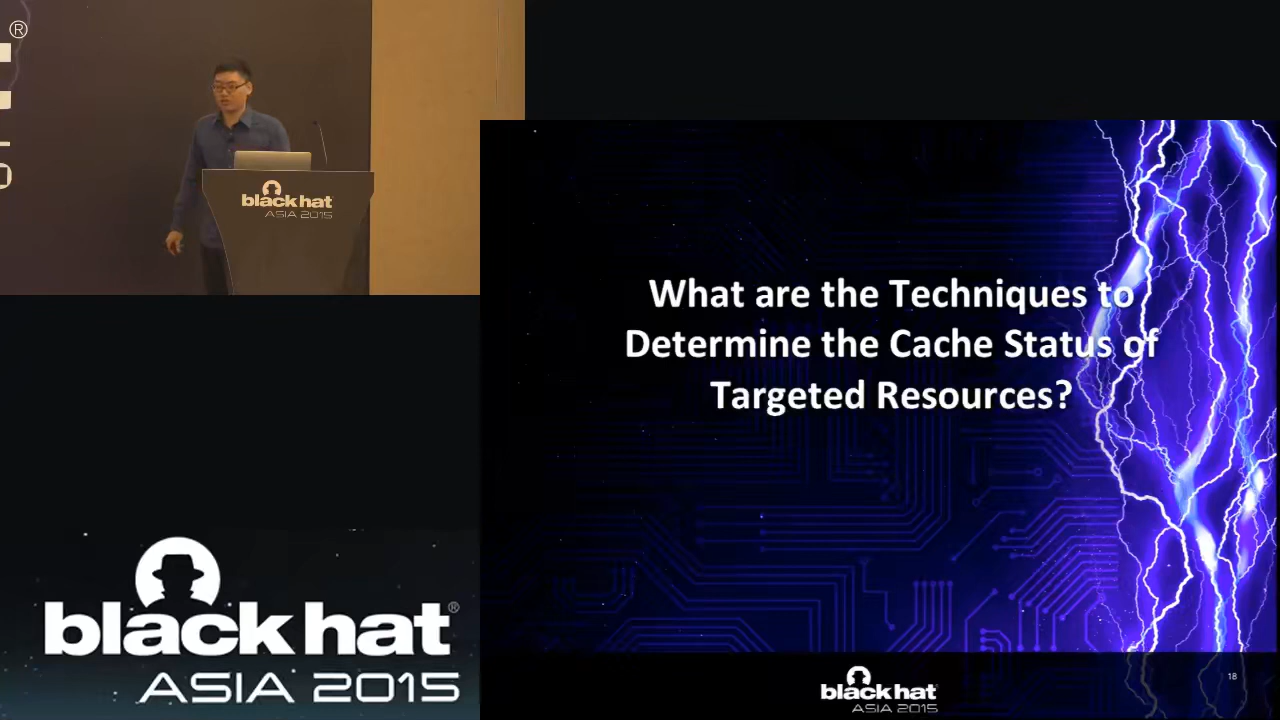 ®
black hat
ASIA 2015
What are the Techniques to
Determine the Cache Status of
Targeted Resources?
black hat®
ASIA 2015
black hat
ASIA 2015
18